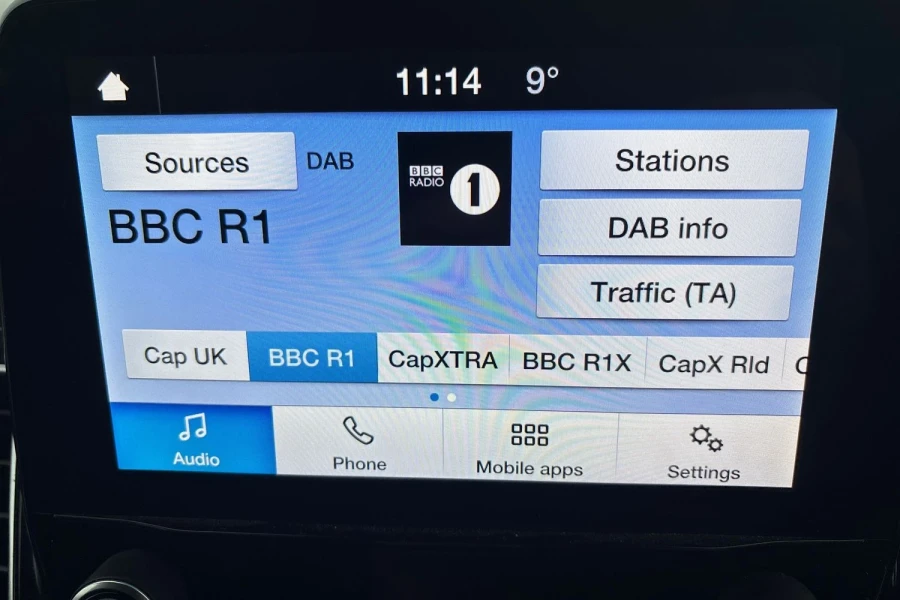 11:14 9°
Sources DAB
BBC RADIO 1
Stations
BBC R1
DAB info
Traffic (TA)
Cap UK BBC R1 CapXTRA BBC R1X CapX Rld
Audio Phone Mobile apps Settings